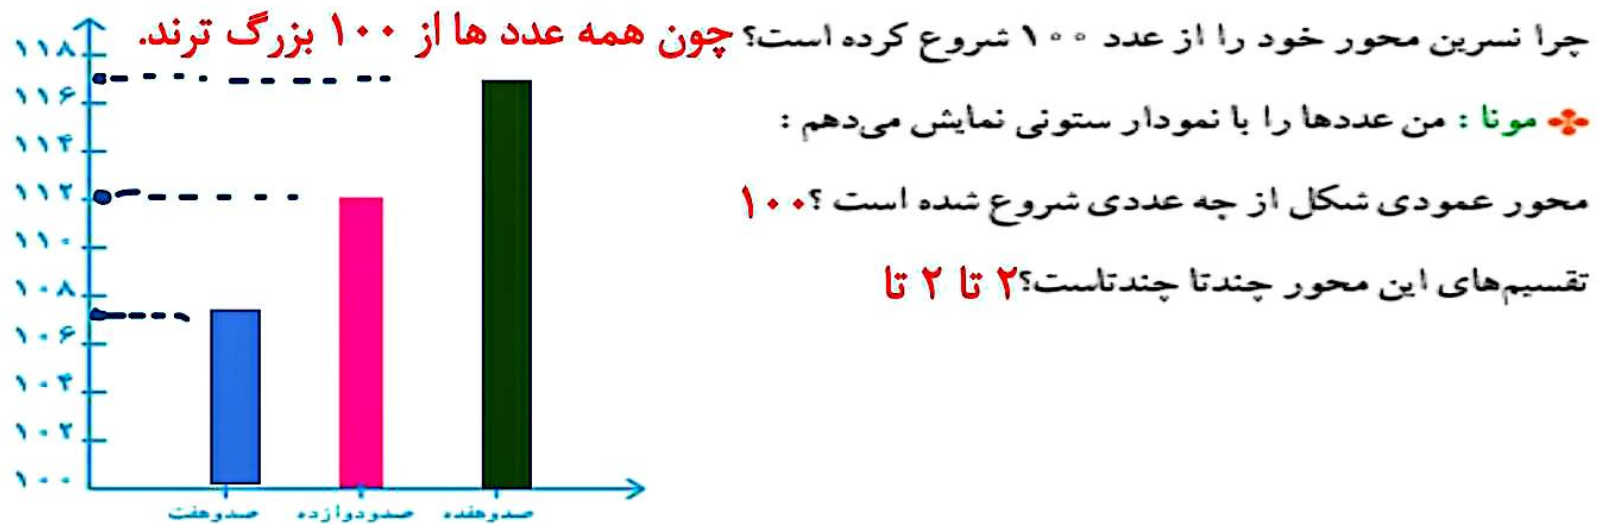 چرا نسرین محور خود را از عدد ۱۰۰ شروع کرده است؟ چون همه عدد ها از ۱۰۰ بزرگ ترند.
مونا : من عددها را با نمودار ستونی نمایش می‌دهم :
محور عمودی شکل از چه عددی شروع شده است ؟ ۱۰۰
تقسیم‌های این محور چندتا چندتاست؟ ۲ تا ۲ تا
۱۱۸
۱۱۶
۱۱۴
۱۱۲
۱۱۰
۱۰۸
۱۰۶
۱۰۴
۱۰۲
۱۰۰
صدوهفت صدودوازده صدوهفده